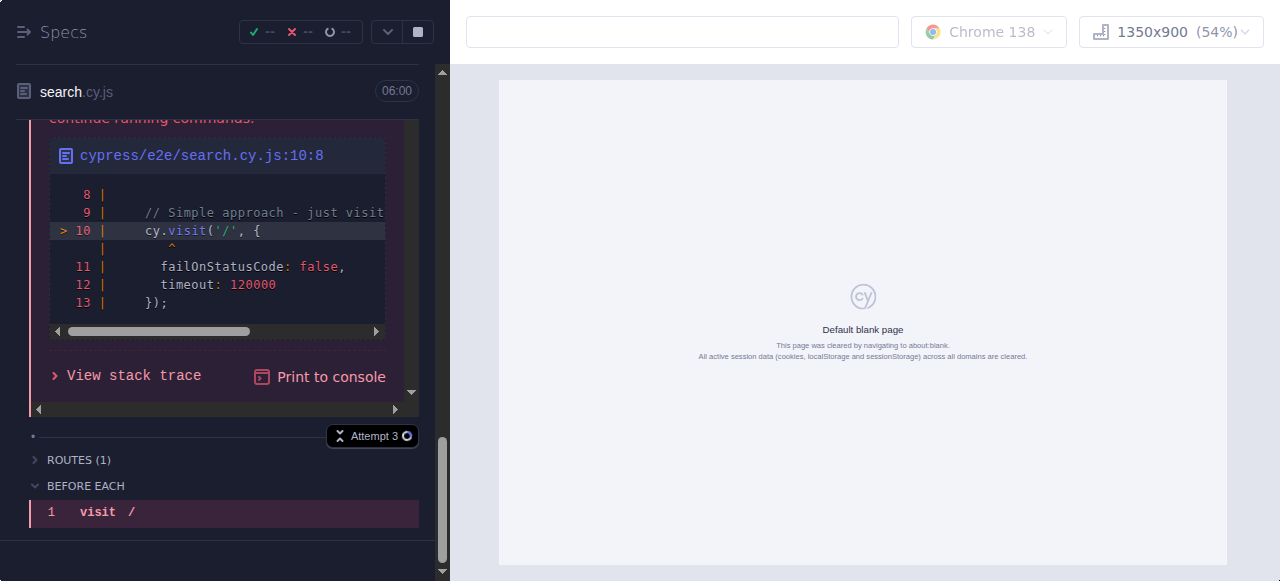 Specs
--
--
--
Chrome 138
1350x900 (54%)
search.cy.js
06:00
continue running commands.
cypress/e2e/search.cy.js:10:8
8 |
9 |     // Simple approach - just visit
> 10 |     cy.visit('/', {
|        ^
11 |       failOnStatusCode: false,
12 |       timeout: 120000
13 |     });
View stack trace
Print to console
Attempt 3
ROUTES (1)
BEFORE EACH
1 visit /
cy
Default blank page
This page was cleared by navigating to about:blank.
All active session data (cookies, localStorage and sessionStorage) across all domains are cleared.